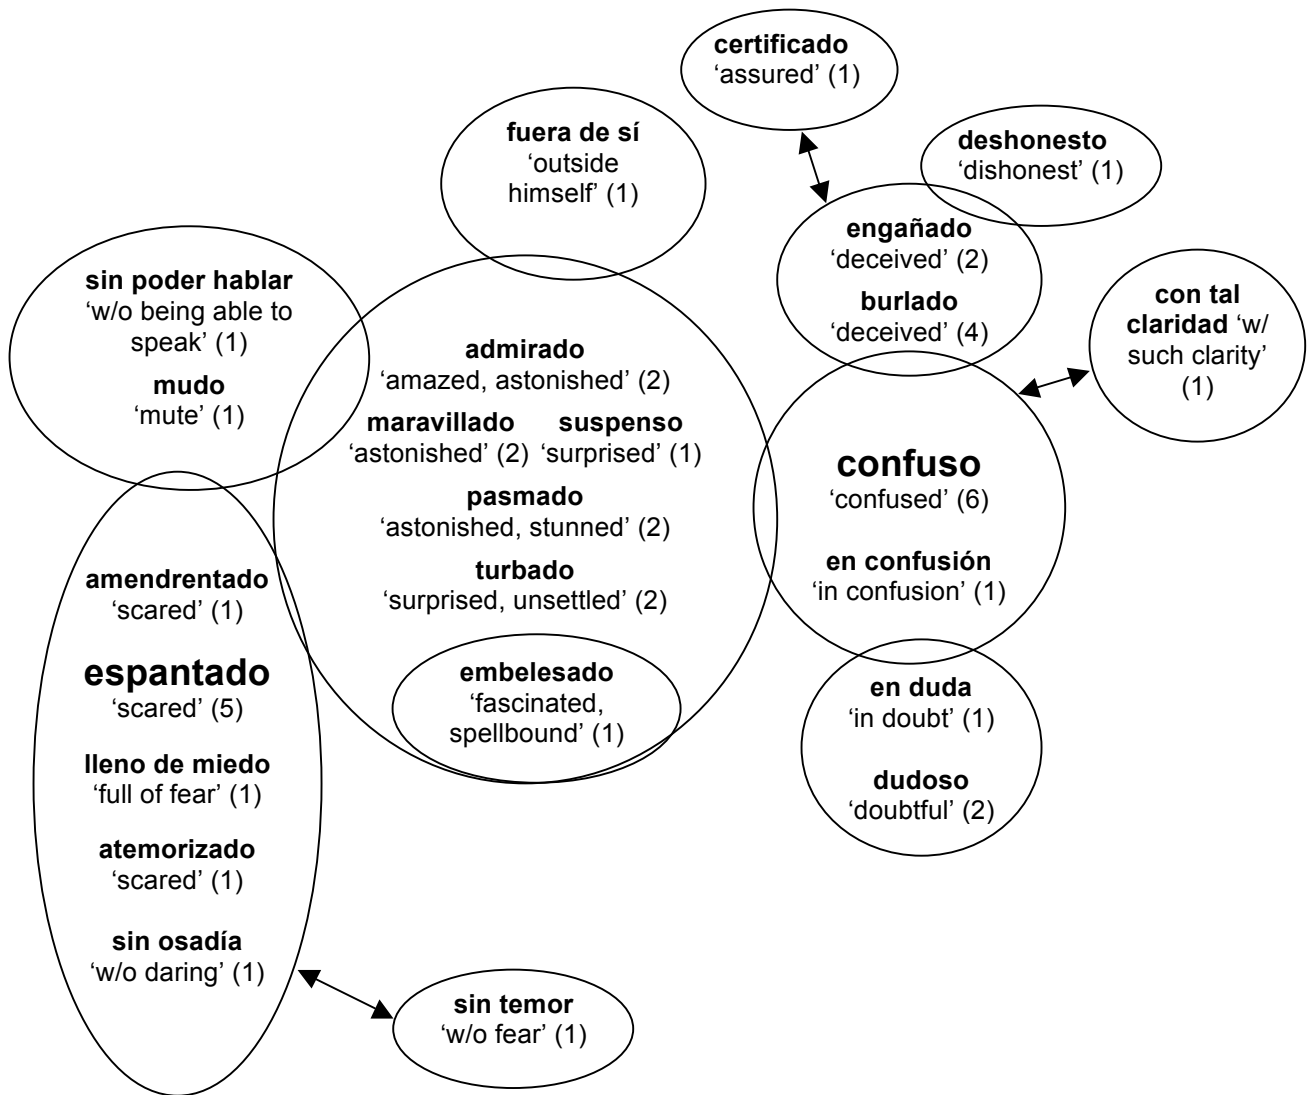 certificado
‘assured’ (1)
fuera de sí
‘outside
himself’ (1)
deshonesto
‘dishonest’ (1)
engañado
‘deceived’ (2)
burlado
‘deceived’ (4)
sin poder hablar
‘w/o being able to
speak’ (1)
mudo
‘mute’ (1)
con tal
claridad ‘w/
such clarity’
(1)
admirado
‘amazed, astonished’ (2)
maravillado suspenso
‘astonished’ (2) ‘surprised’ (1)
pasmado
‘astonished, stunned’ (2)
turbado
‘surprised, unsettled’ (2)
embelesado
‘fascinated,
spellbound’ (1)
confuso
‘confused’ (6)
en confusión
‘in confusion’ (1)
en duda
‘in doubt’ (1)
dudoso
‘doubtful’ (2)
amendrentado
‘scared’ (1)
espantado
‘scared’ (5)
lleno de miedo
‘full of fear’ (1)
atemorizado
‘scared’ (1)
sin osadía
‘w/o daring’ (1)
sin temor
‘w/o fear’ (1)